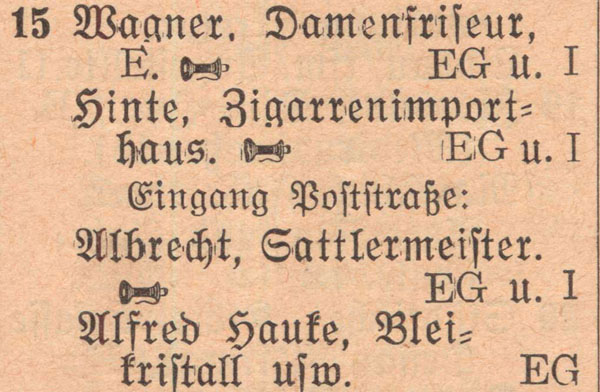 15 Wagner, Damenfriseur,
E. EG u. I
Hinte, Zigarrenimport-
haus. EG u. I
Eingang Poststraße:
Albrecht, Sattlermeister.
EG u. I
Alfred Hauke, Blei-
kristall usw. EG